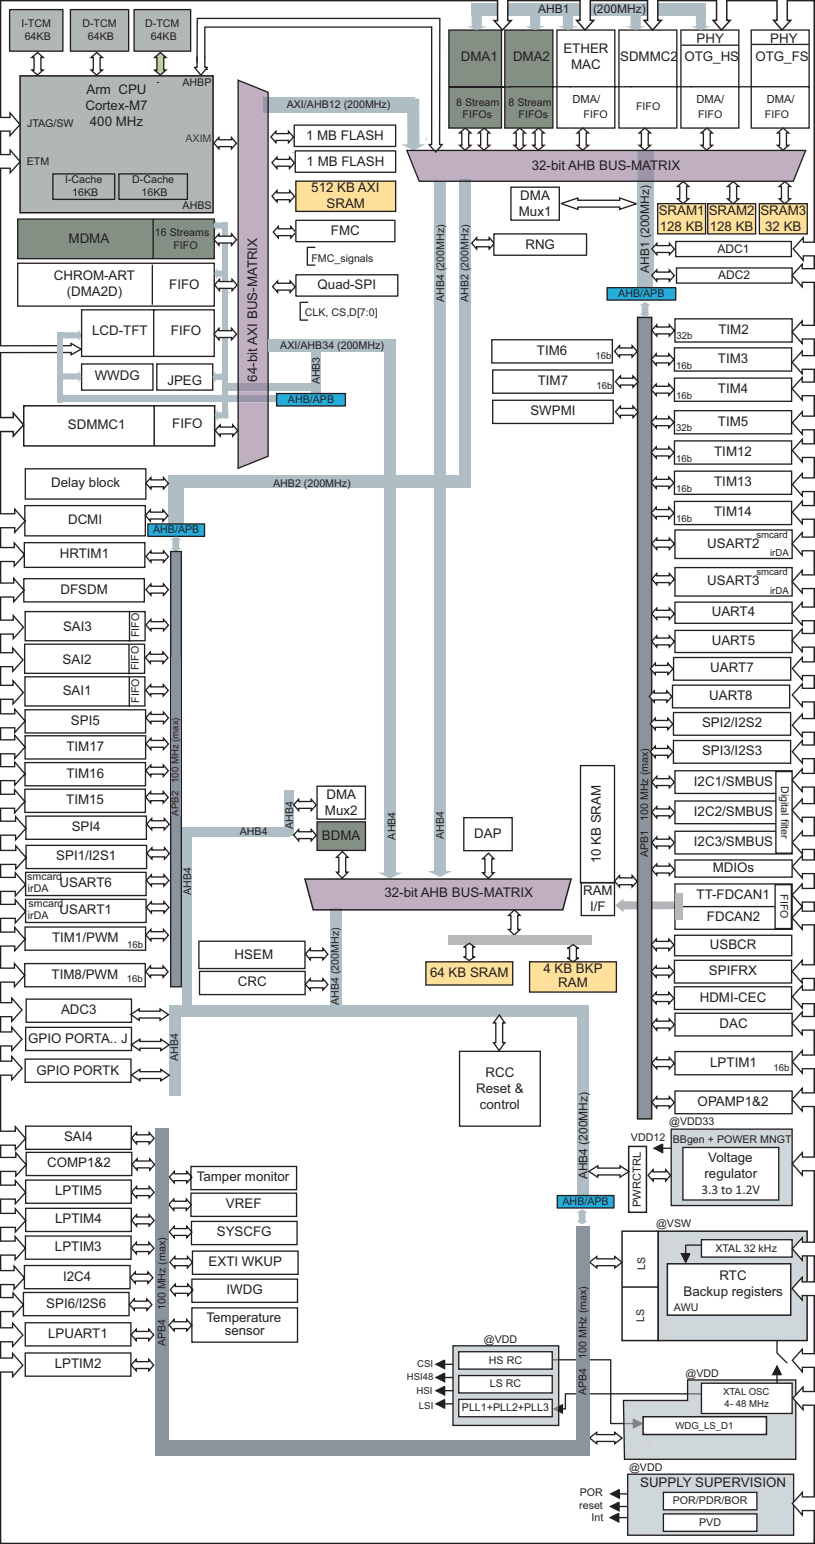 I-TCM
64KB
D-TCM
64KB
D-TCM
64KB
AHBP
Arm CPU
Cortex-M7
400 MHz
JTAG/SW
AXIM
ETM
I-Cache
16KB
D-Cache
16KB
AHBS
MDMA
16 Streams
FIFO
CHROM-ART
(DMA2D)
FIFO
LCD-TFT
FIFO
WWDG
JPEG
SDMMC1
FIFO
64-bit AXI BUS-MATRIX
AXI/AHB12 (200MHz)
1 MB FLASH
1 MB FLASH
512 KB AXI
SRAM
FMC
FMC_signals
Quad-SPI
CLK, CS,D[7:0]
AXI/AHB34 (200MHz)
AHB3
AHB/APB
AHB1 (200MHz)
DMA1
8 Stream
FIFOs
DMA2
8 Stream
FIFOs
ETHER
MAC
DMA/
FIFO
SDMMC2
FIFO
PHY
OTG_HS
DMA/
FIFO
PHY
OTG_FS
DMA/
FIFO
32-bit AHB BUS-MATRIX
DMA
Mux1
SRAM1
128 KB
SRAM2
128 KB
SRAM3
32 KB
AHB4 (200MHz)
AHB2 (200MHz)
RNG
AHB1 (200MHz)
ADC1
ADC2
AHB/APB
TIM6
16b
TIM7
16b
SWPMI
TIM2
32b
TIM3
16b
TIM4
16b
TIM5
32b
TIM12
16b
TIM13
16b
TIM14
16b
USART2
smcard
irDA
USART3
smcard
irDA
UART4
UART5
UART7
UART8
SPI2/I2S2
SPI3/I2S3
I2C1/SMBUS
I2C2/SMBUS
I2C3/SMBUS
Digital filter
MDIOs
TT-FDCAN1
FDCAN2
FIFO
USBCR
SPIFRX
HDMI-CEC
DAC
LPTIM1
16b
OPAMP1&2
APB1 100 MHz (max)
10 KB SRAM
RAM
I/F
AHB2 (200MHz)
Delay block
DCMI
AHB/APB
HRTIM1
DFSDM
SAI3
FIFO
SAI2
FIFO
SAI1
FIFO
SPI5
TIM17
TIM16
TIM15
SPI4
SPI1/I2S1
smcard
irDA
USART6
smcard
irDA
USART1
TIM1/PWM
16b
TIM8/PWM
16b
APB2 100 MHz (max)
ADC3
GPIO PORTA.. J
GPIO PORTK
AHB4
AHB4
AHB4
AHB4
DMA
Mux2
BDMA
AHB4
AHB4
DAP
32-bit AHB BUS-MATRIX
AHB4 (200MHz)
HSEM
CRC
64 KB SRAM
4 KB BKP
RAM
RCC
Reset &
control
AHB4 (200MHz)
AHB/APB
@VDD33
VDD12
BBgen + POWER MNGT
PWRCTRL
Voltage
regulator
3.3 to 1.2V
SAI4
COMP1&2
LPTIM5
LPTIM4
LPTIM3
I2C4
SPI6/I2S6
LPUART1
LPTIM2
APB4 100 MHz (max)
Tamper monitor
VREF
SYSCFG
EXTI WKUP
IWDG
Temperature
sensor
APB4 100 MHz (max)
@VSW
LS
LS
XTAL 32 kHz
RTC
Backup registers
AWU
@VDD
CSI
HSI48
HSI
LSI
HS RC
LS RC
PLL1+PLL2+PLL3
@VDD
XTAL OSC
4- 48 MHz
WDG_LS_D1
@VDD
SUPPLY SUPERVISION
POR
reset
Int
POR/PDR/BOR
PVD